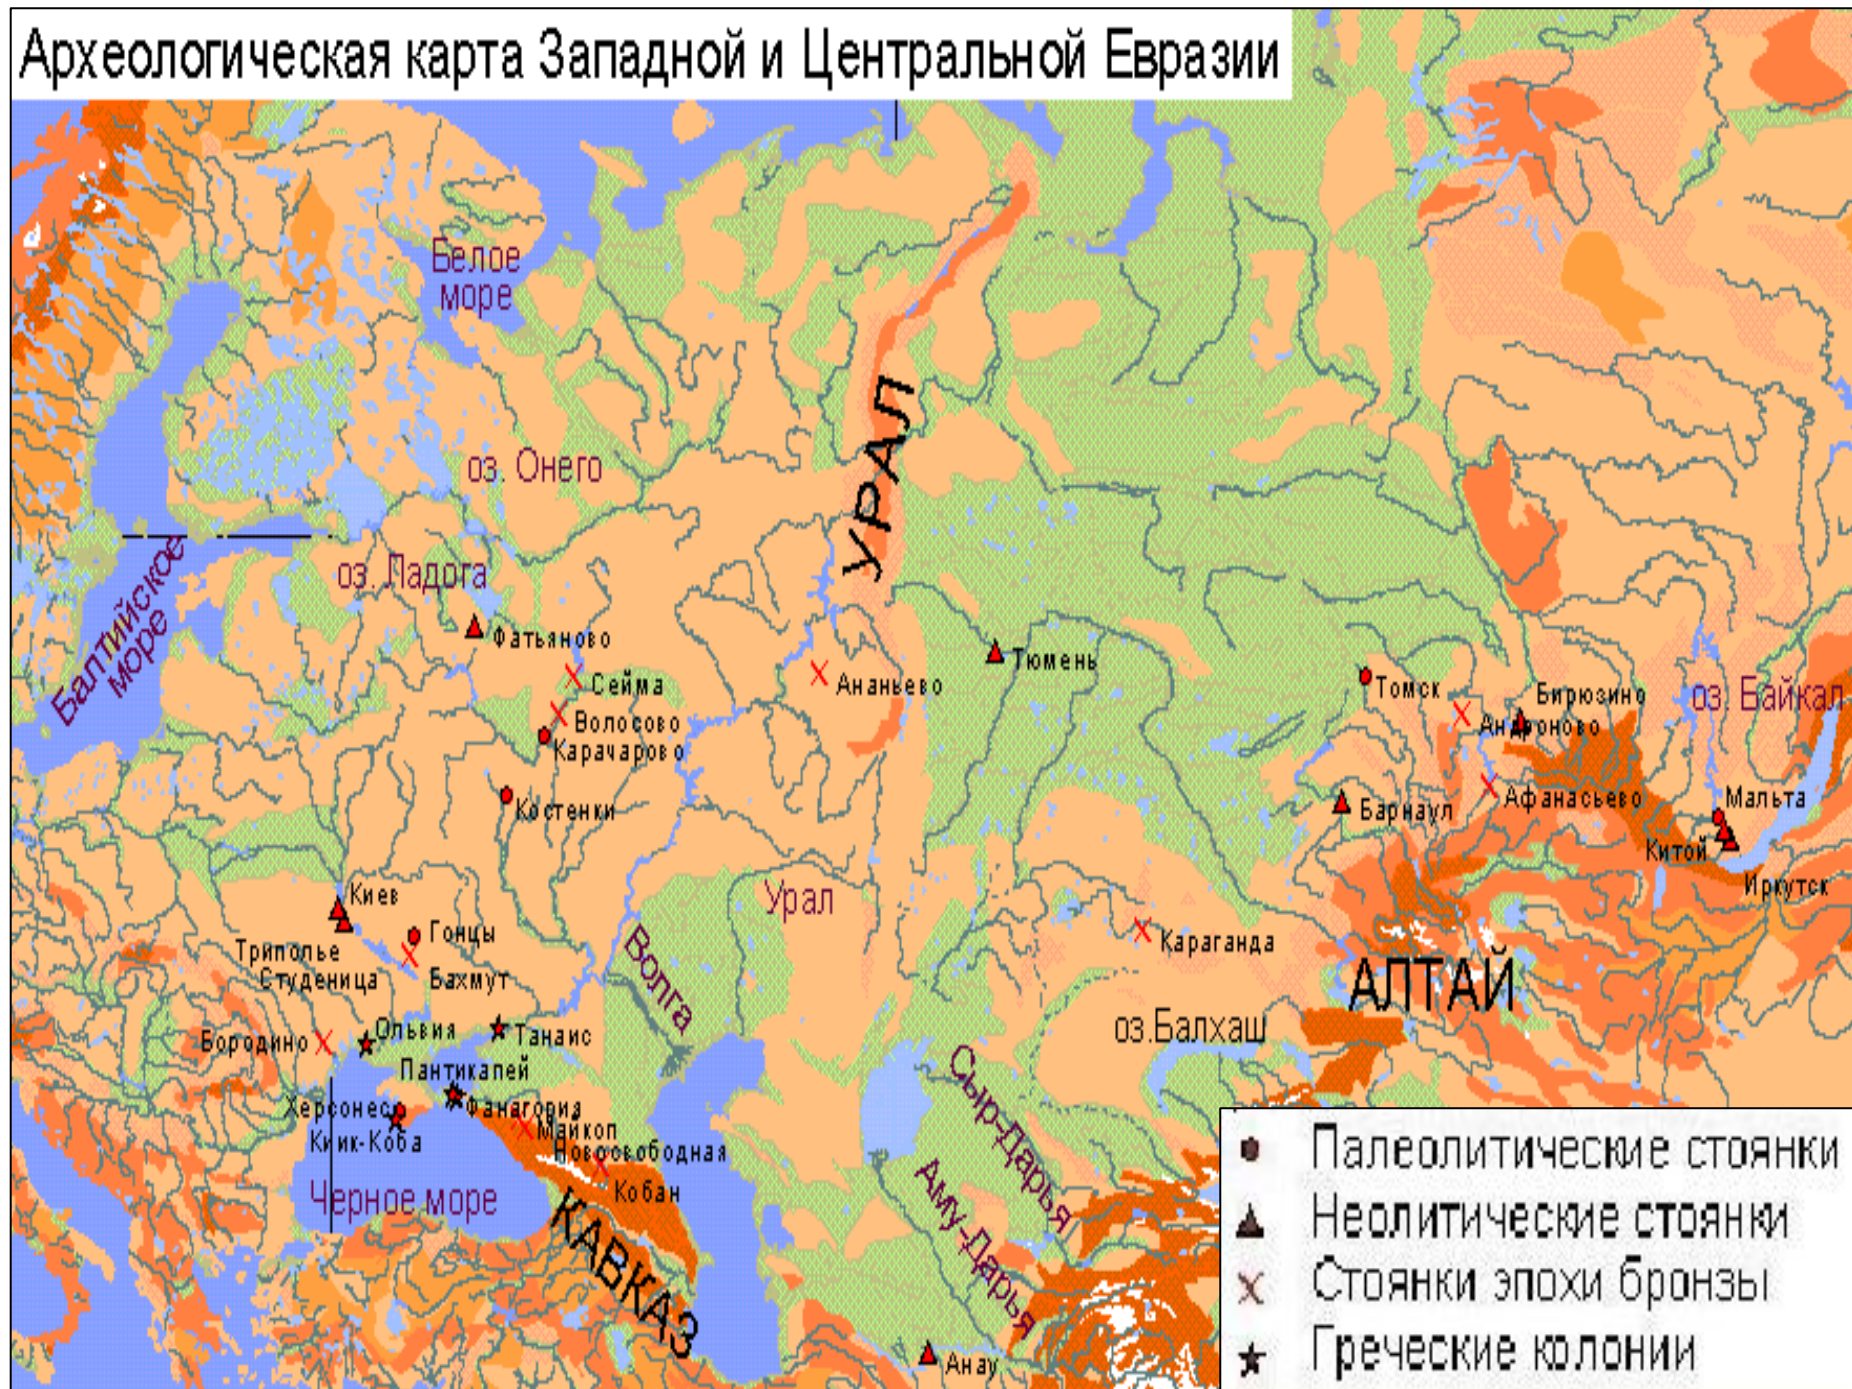 Археологическая карта Западной и Центральной Евразии
Белое
море
УРАЛ
оз. Онего
оз. Ладога
Балтийское
море
Фатьяново
Сейма
Волосово
Карачарово
Костенки
Ананьево
Тюмень
Томск
Бирюзино
Андроново
оз. Байкал
Афанасьево
Барнаул
Мальта
Китой
Иркутск
Киев
Гонцы
Триполье
Студеница
Бахмут
Урал
Волга
Караганда
АЛТАЙ
оз.Балхаш
Бородино
Ольвия
Танаис
Пантикапей
Херсонес
Фанагория
Киик-Коба
Майкоп
Новосвободная
Кобан
Черное море
КАВКАЗ
Сыр-Дарья
Аму-Дарья
Анау
Палеолитические стоянки
Неолитические стоянки
Стоянки эпохи бронзы
Греческие колонии